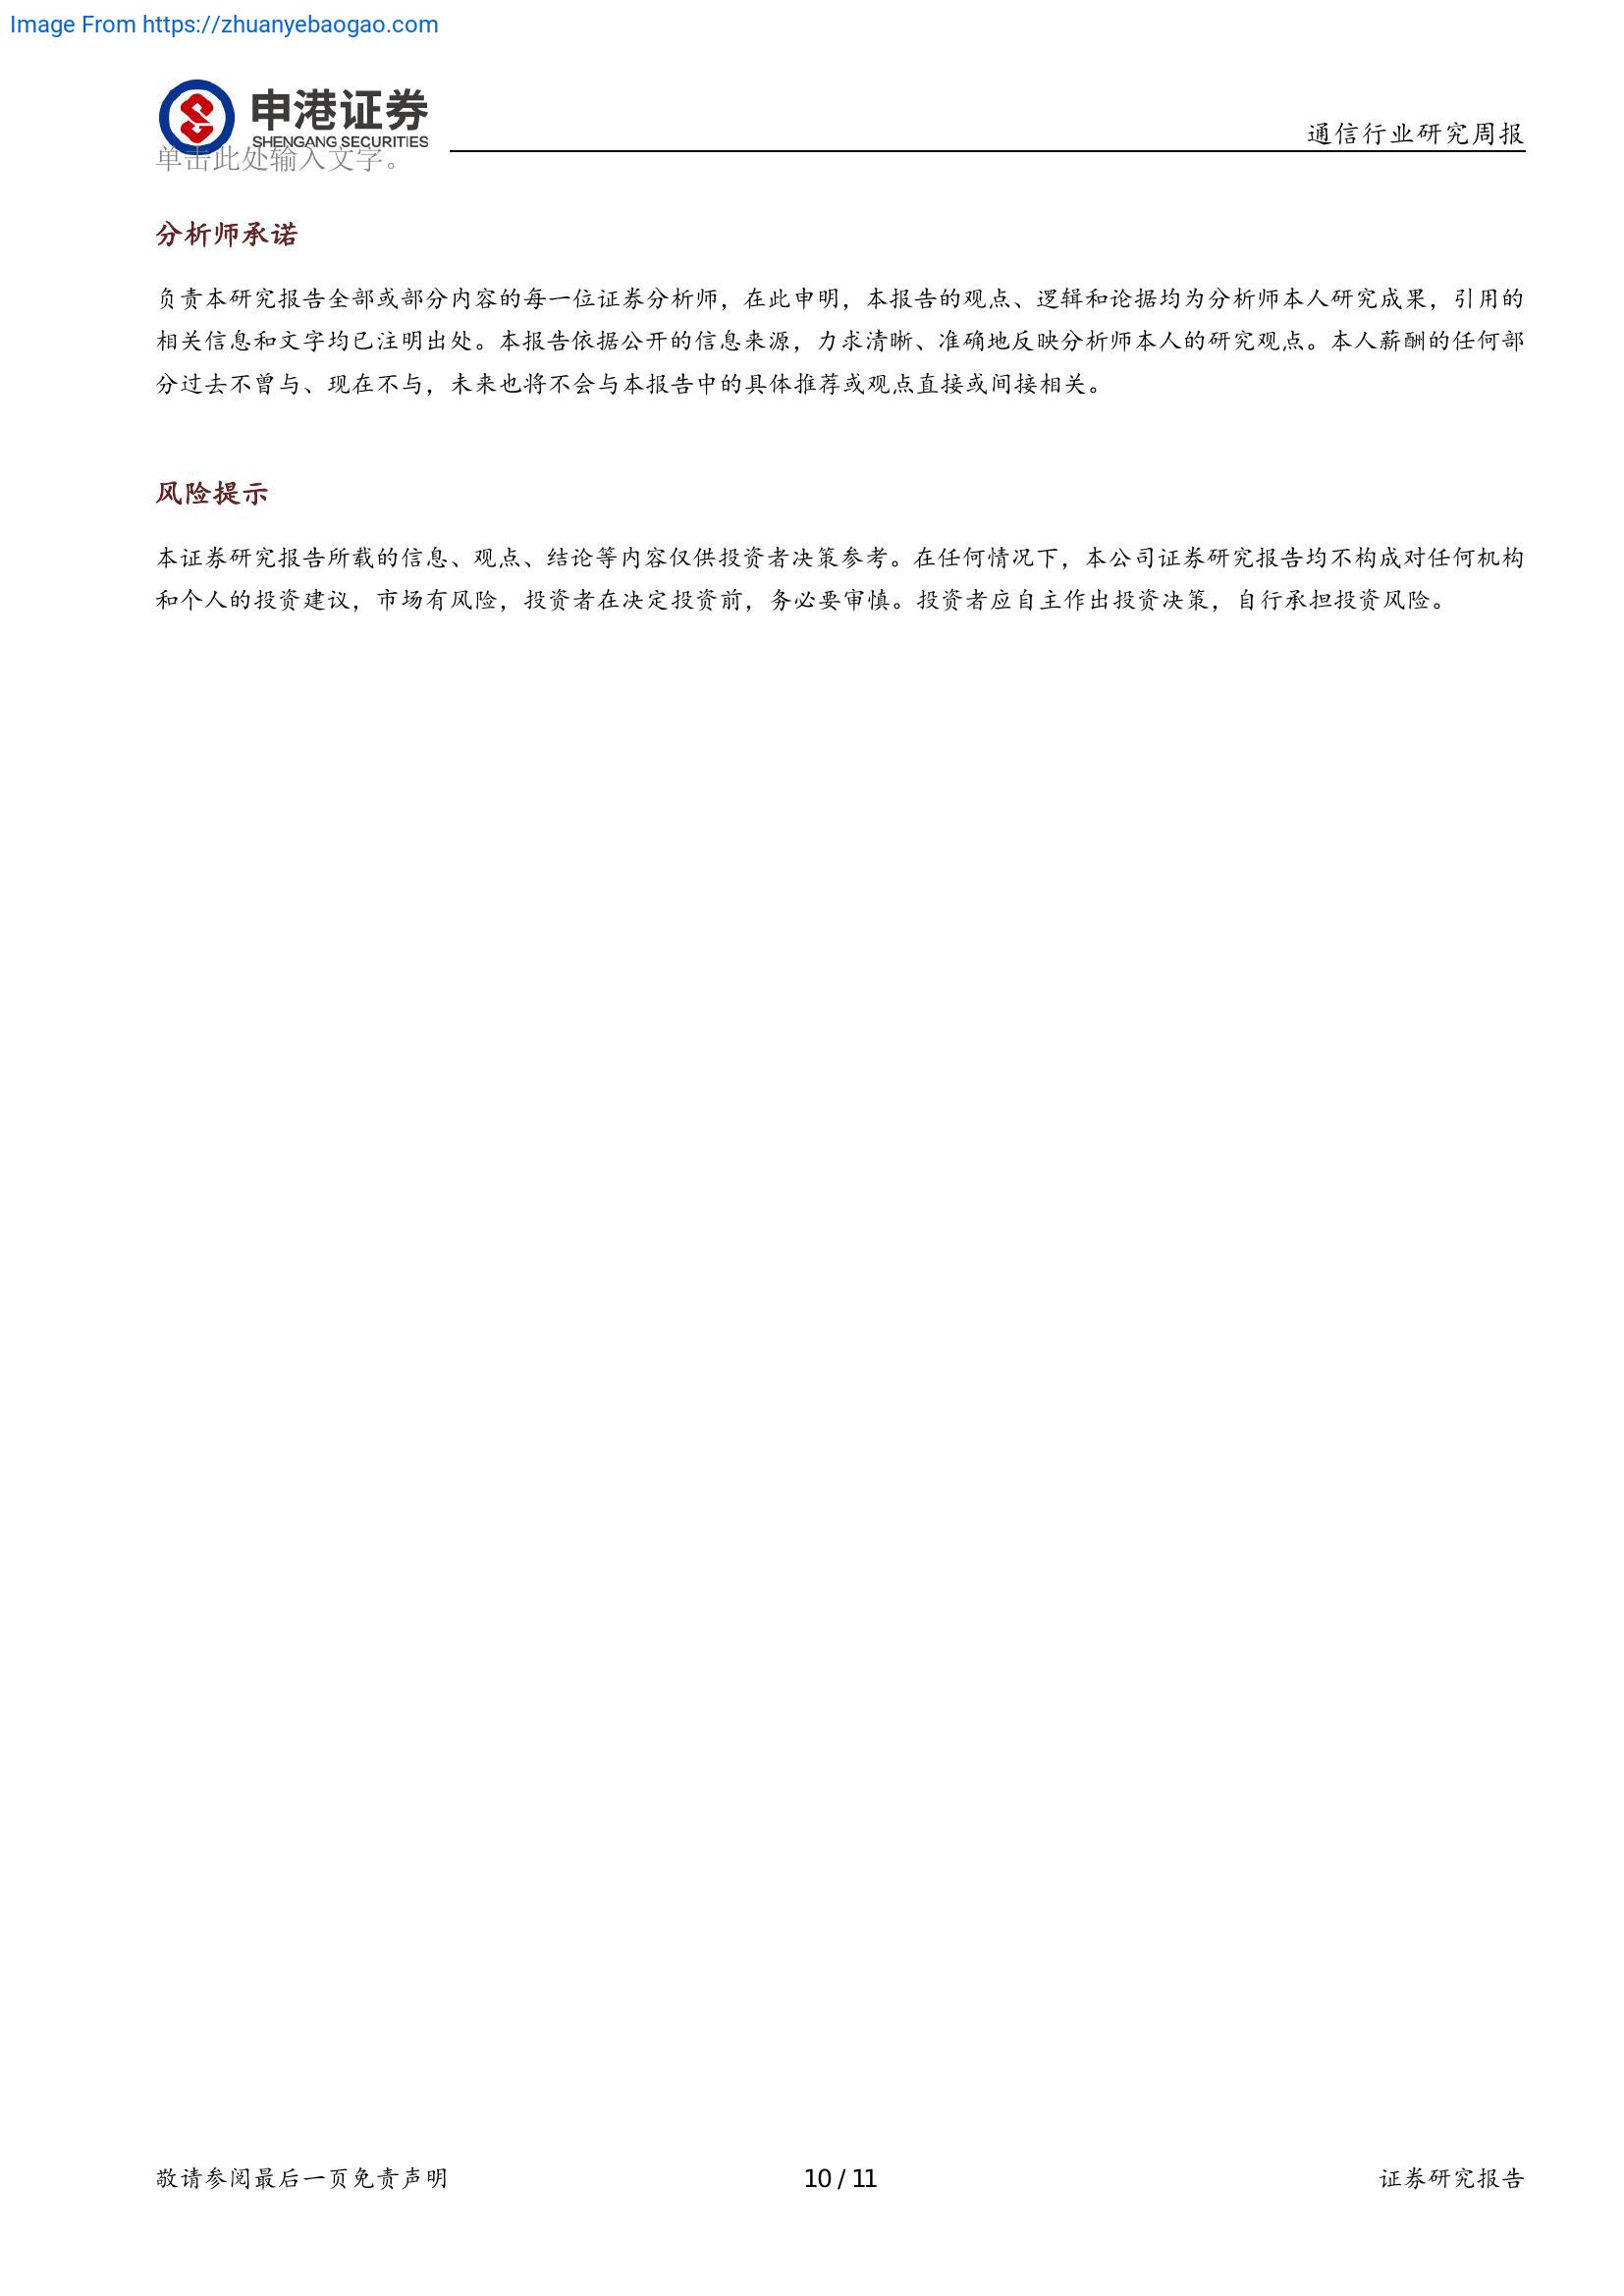 Image From https://zhuanyebaogao.com
申港证券
SHENGANG SECURITIES
单击此处输入文字。
通信行业研究周报
分析师承诺
负责本研究报告全部或部分内容的每一位证券分析师，在此申明，本报告的观点、逻辑和论据均为分析师本人研究成果，引用的
相关信息和文字均已注明出处。本报告依据公开的信息来源，力求清晰、准确地反映分析师本人的研究观点。本人薪酬的任何部
分过去不曾与、现在不与，未来也将不会与本报告中的具体推荐或观点直接或间接相关。
风险提示
本证券研究报告所载的信息、观点、结论等内容仅供投资者决策参考。在任何情况下，本公司证券研究报告均不构成对任何机构
和个人的投资建议，市场有风险，投资者在决定投资前，务必要审慎。投资者应自主作出投资决策，自行承担投资风险。
敬请参阅最后一页免责声明
10 / 11
证券研究报告